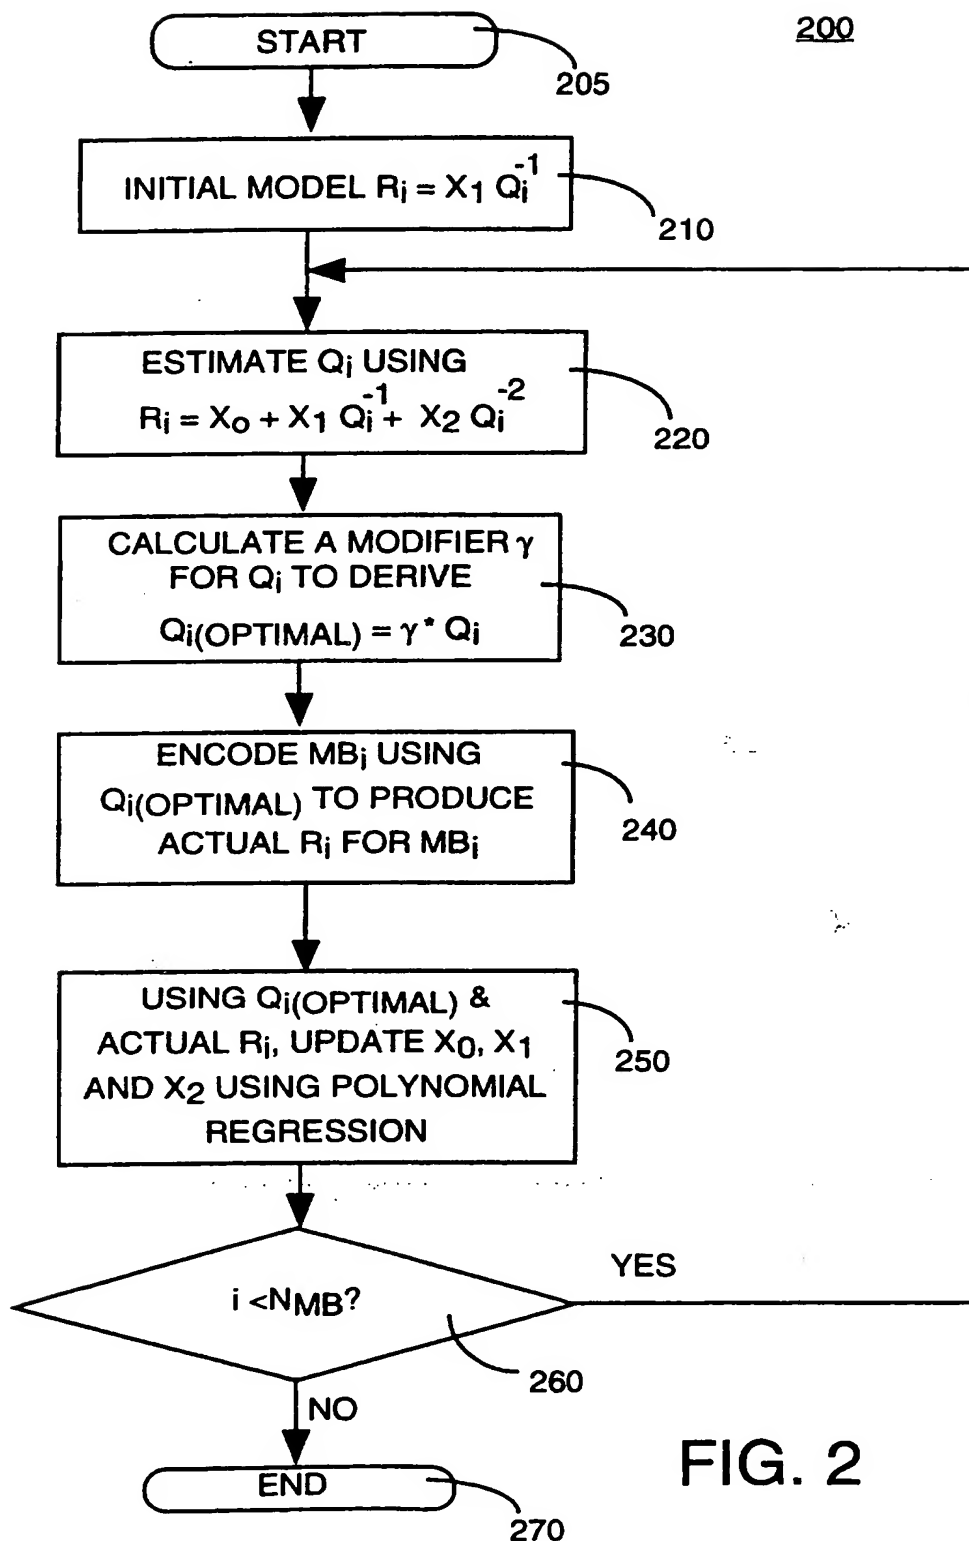 200
START
205
INITIAL MODEL Ri = X1 Qi^-1
210
ESTIMATE Qi USING
Ri = Xo + X1 Qi^-1 + X2 Qi^-2
220
CALCULATE A MODIFIER γ
FOR Qi TO DERIVE
Qi(OPTIMAL) = γ* Qi
230
ENCODE MBi USING
Qi(OPTIMAL) TO PRODUCE
ACTUAL Ri FOR MBi
240
USING Qi(OPTIMAL) &
ACTUAL Ri, UPDATE X0, X1
AND X2 USING POLYNOMIAL
REGRESSION
250
i <NMB?
YES
260
NO
END
270
FIG. 2